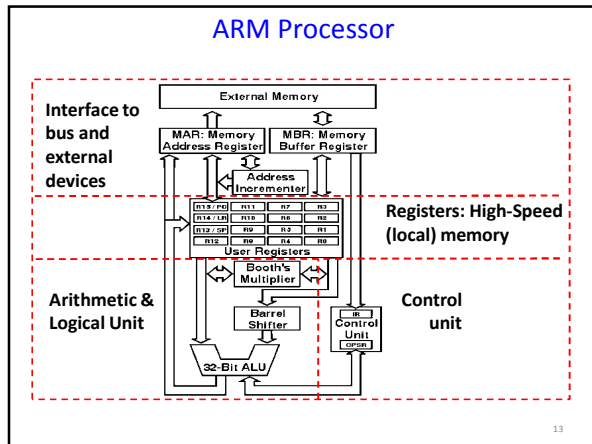 ARM Processor
Interface to
bus and
external
devices
External Memory
MAR: Memory
Address Register
MBR: Memory
Buffer Register
Address
Incrementer
R15 / PC R11 R7 R3
R14 / LR R10 R6 R2
R13 / SP R9 R5 R1
R12 R8 R4 R0
User Registers
Registers: High-Speed
(local) memory
Booth's
Multiplier
Arithmetic &
Logical Unit
Barrel
Shifter
32-Bit ALU
IR
Control
Unit
CPSR
Control
unit
13